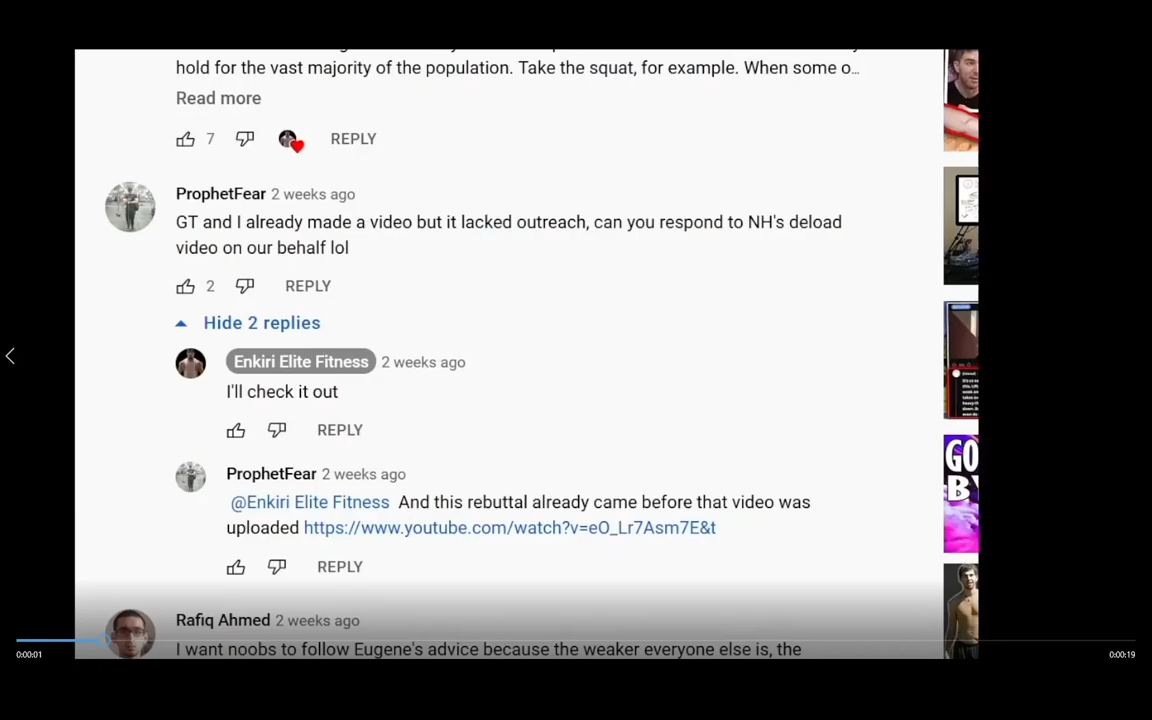 hold for the vast majority of the population. Take the squat, for example. When some o...
Read more
7
REPLY
ProphetFear 2 weeks ago
GT and I already made a video but it lacked outreach, can you respond to NH's deload
video on our behalf lol
2
REPLY
Hide 2 replies
Enkiri Elite Fitness 2 weeks ago
I'll check it out
REPLY
ProphetFear 2 weeks ago
@Enkiri Elite Fitness And this rebuttal already came before that video was
uploaded https://www.youtube.com/watch?v=eO_Lr7Asm7E&t
REPLY
GO
B
Rafiq Ahmed 2 weeks ago
I want noobs to follow Eugene's advice because the weaker everyone else is, the
0:00:01
0:00:19